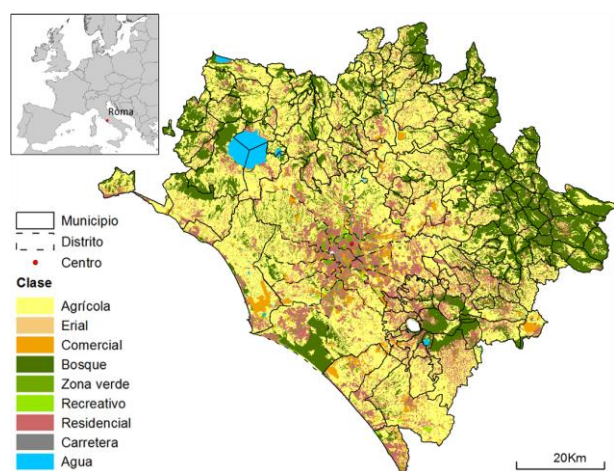 Roma
Municipio
Distrito
Centro
Clase
Agrícola
Erial
Comercial
Bosque
Zona verde
Recreativo
Residencial
Carretera
Agua
20Km